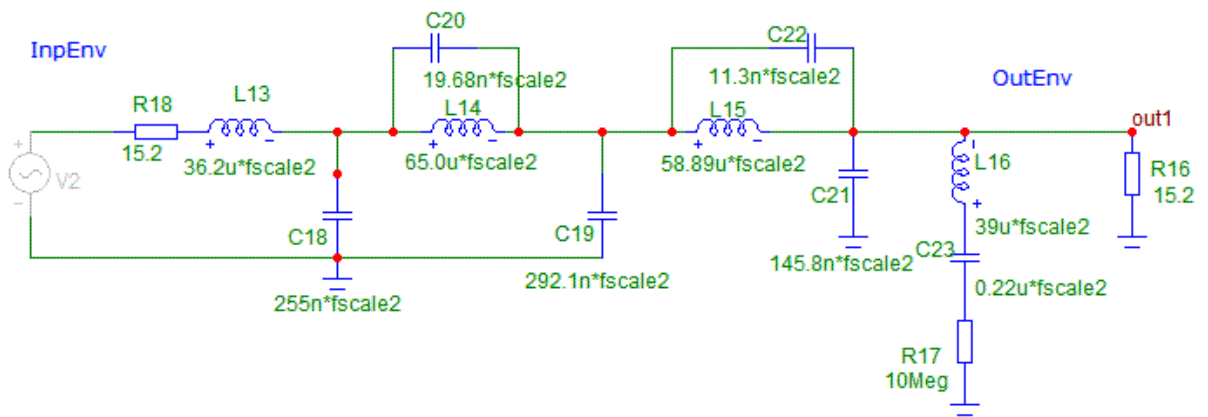 C20
C22
InpEnv
19.68n*fscale2
11.3n*fscale2
OutEnv
R18
L13
L14
L15
out1
15.2
36.2u*fscale2
65.0u*fscale2
58.89u*fscale2
L16
R16
15.2
V2
C21
C18
C19
39u*fscale2
C23
145.8n*fscale2
255n*fscale2
292.1n*fscale2
0.22u*fscale2
R17
10Meg